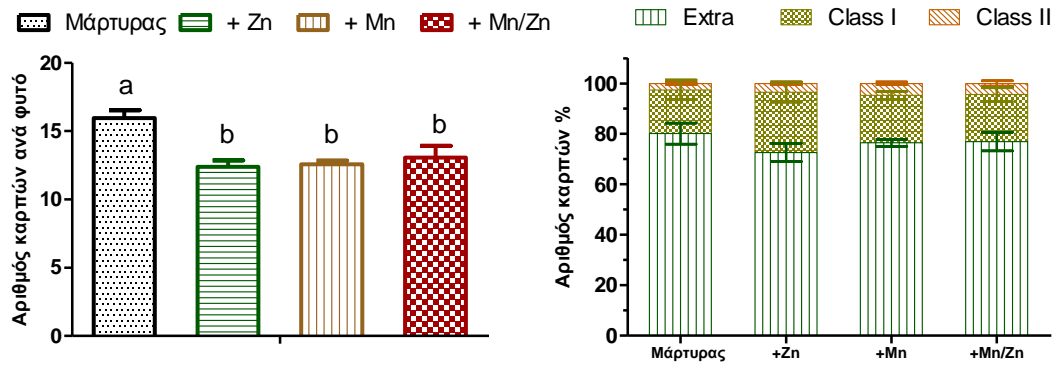 Μάρτυρας + Zn + Mn + Mn/Zn
Αριθμός καρπών ανά φυτό
20
15
10
5
0
a
b
b
b
Extra Class I Class II
Αριθμός καρπών %
100
80
60
40
20
0
Μάρτυρας +Zn +Mn +Mn/Zn